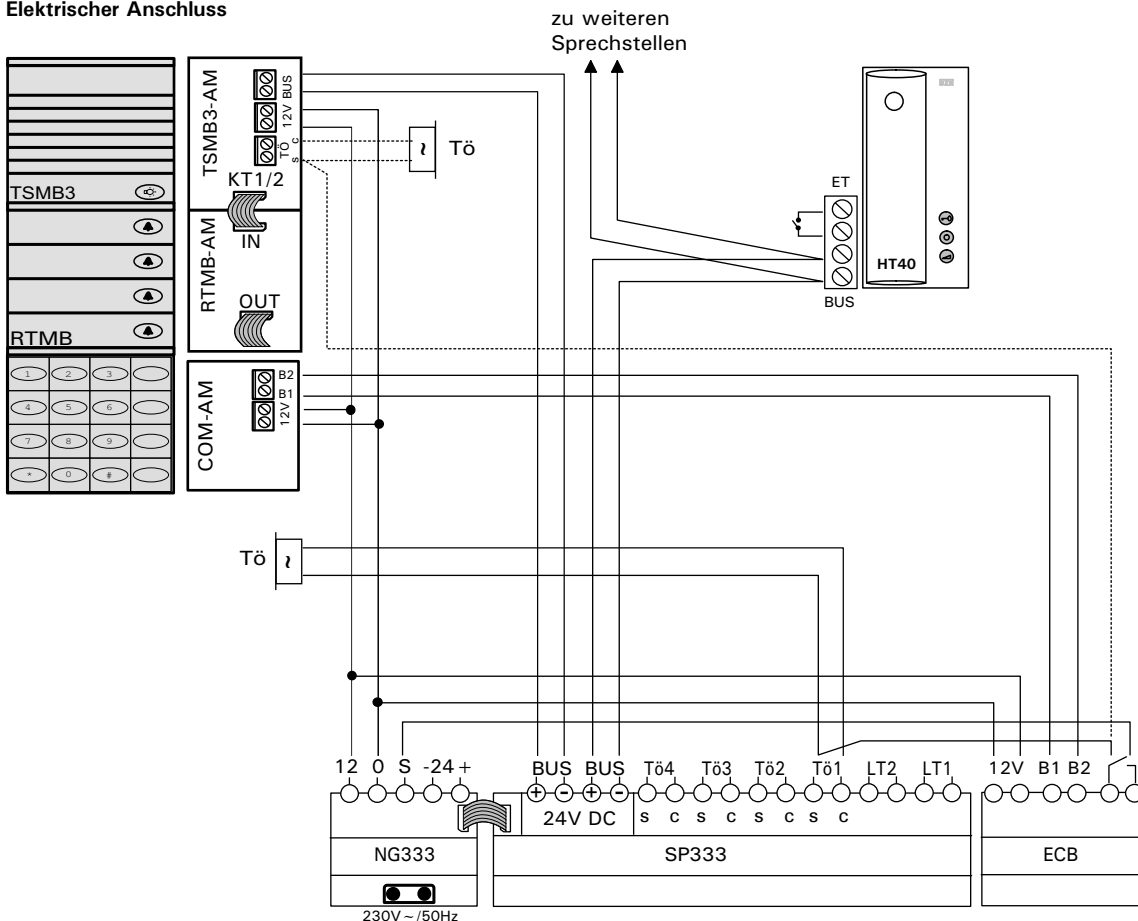 Elektrischer Anschluss
zu weiteren
Sprechstellen
TSMB3-AM
BUS
12V
TÖ
s c
KT1/2
Tö
TSMB3
ET
IN
RTMB-AM
HT40
OUT
BUS
RTMB
1 2 3
4 5 6
7 8 9
* 0 #
COM-AM
B2
B1
12V
Tö
~
12 0 S -24 +
BUS BUS Tö4 Tö3 Tö2 Tö1 LT2 LT1
12V B1 B2
+ - + -
24V DC s c s c s c s c
NG333
SP333
ECB
230V~/50Hz